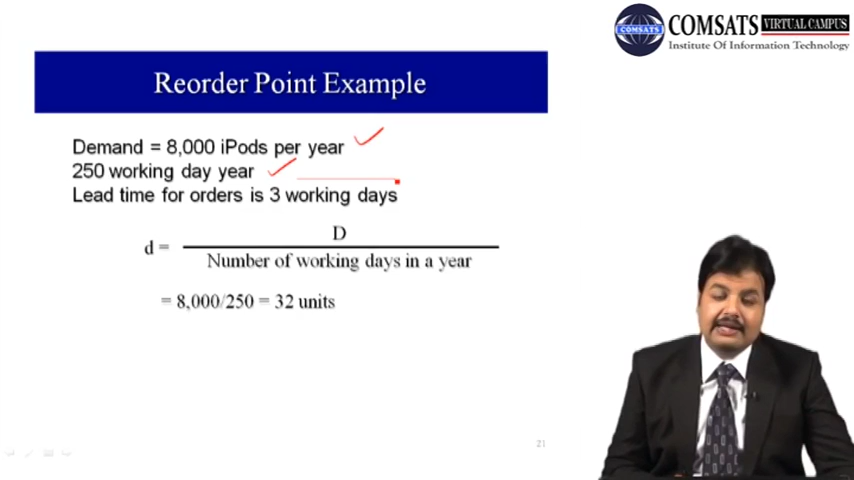 COMSATS VIRTUAL CAMPUS
COMSATS
Institute Of Information Technology
Reorder Point Example
Demand = 8,000 iPods per year
250 working day year
Lead time for orders is 3 working days
D
d =
Number of working days in a year
= 8,000/250 = 32 units
21